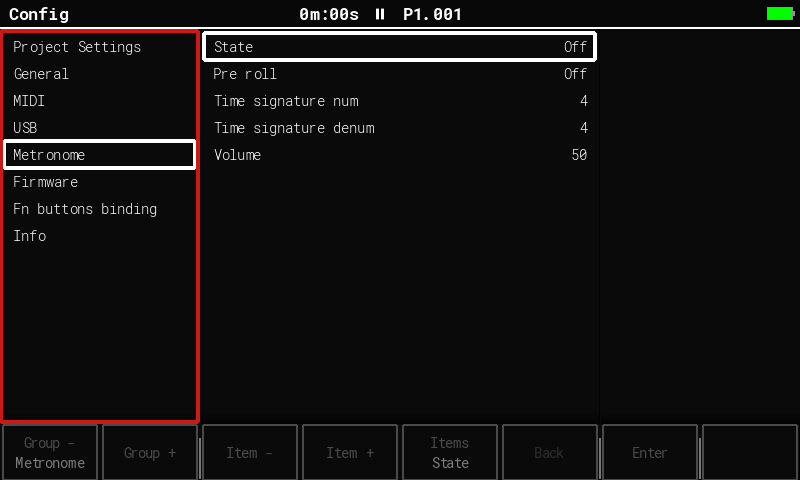 Config 0m:00s P1.001
Project Settings
General
MIDI
USB
Metronome
Firmware
Fn buttons binding
Info
State Off
Pre roll Off
Time signature num 4
Time signature denum 4
Volume 50
Group -
Metronome
Group +
Item -
Item +
Items
State
Back
Enter